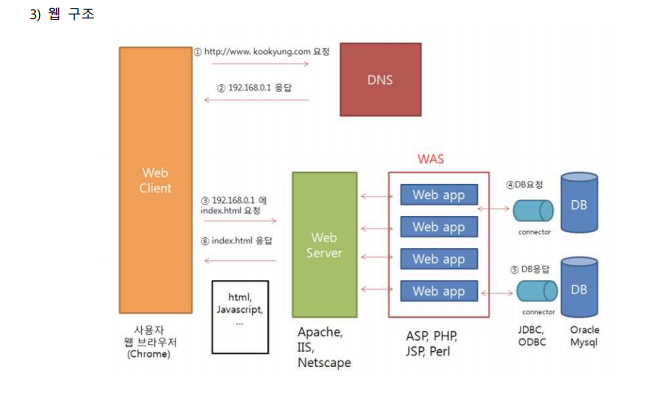 3) 웹 구조
① http://www. kookyung.com 요청
② 192.168.0.1 응답
DNS
Web
Client
WAS
③ 192.168.0.1 에
index.html 요청
⑥ index.html 응답
Web
Server
Web app
Web app
Web app
Web app
④DB요청
connector
DB
⑤ DB응답
connector
DB
html,
Javascript,
...
사용자
웹 브라우저
(Chrome)
Apache,
IIS,
Netscape
ASP, PHP,
JSP, Perl
JDBC,
ODBC
Oracle
Mysql